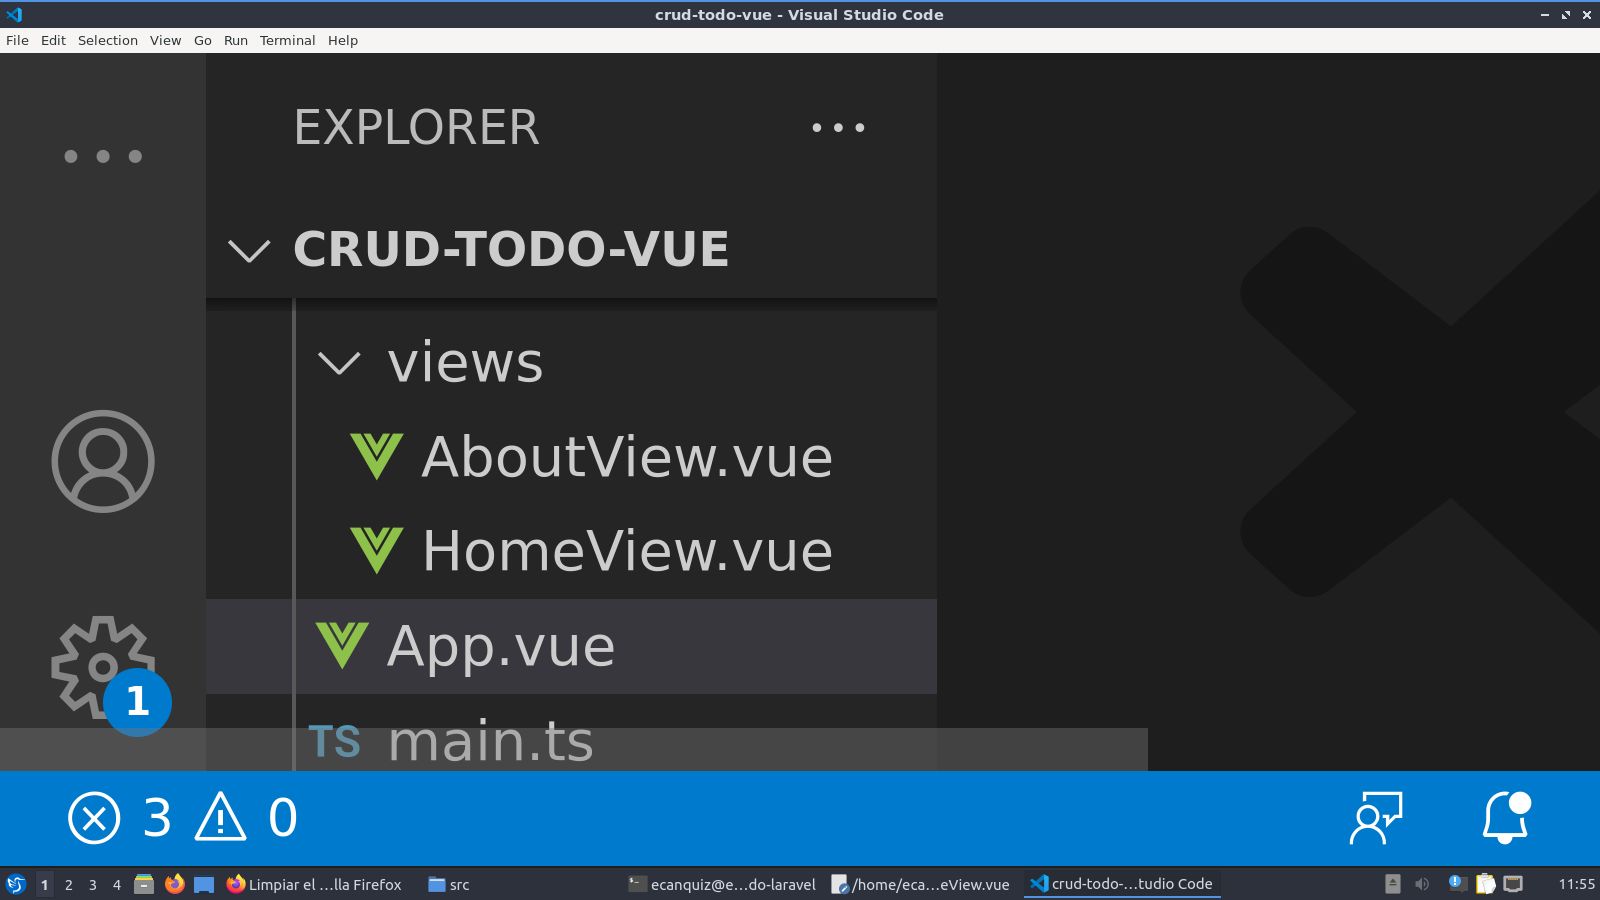 crud-todo-vue - Visual Studio Code
File Edit Selection View Go Run Terminal Help
EXPLORER
CRUD-TODO-VUE
views
AboutView.vue
HomeView.vue
App.vue
1
TS main.ts
3 0
1 2 3 4 Limpiar el ...lla Firefox src ecanquiz@e...do-laravel /home/eca...eView.vue crud-todo-...tudio Code 11:55